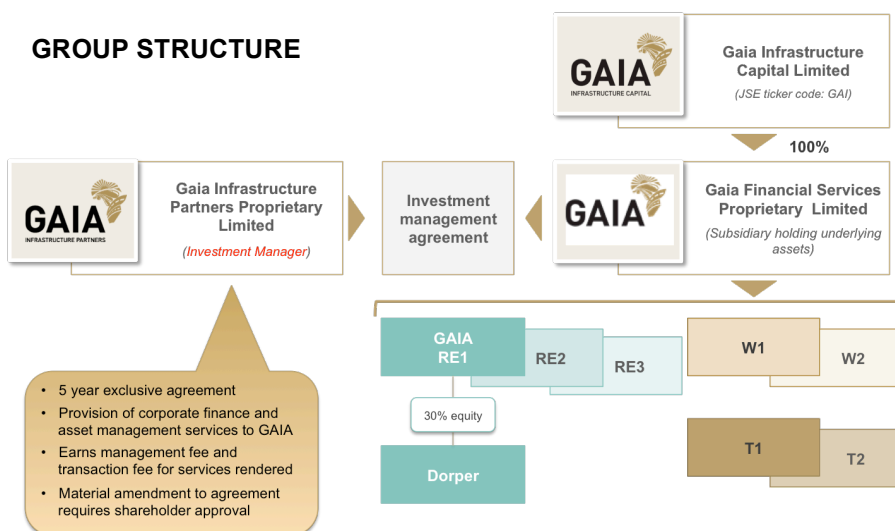 GROUP STRUCTURE
GAIA
INFRASTRUCTURE CAPITAL
Gaia Infrastructure
Capital Limited
(JSE ticker code: GAI)
100%
GAIA
INFRASTRUCTURE PARTNERS
Gaia Infrastructure
Partners Proprietary
Limited
(Investment Manager)
Investment
management
agreement
GAIA
Gaia Financial Services
Proprietary Limited
(Subsidiary holding underlying
assets)
GAIA
RE1
RE2
RE3
W1
W2
30% equity
Dorper
T1
T2
• 5 year exclusive agreement
• Provision of corporate finance and
asset management services to GAIA
• Earns management fee and
transaction fee for services rendered
• Material amendment to agreement
requires shareholder approval